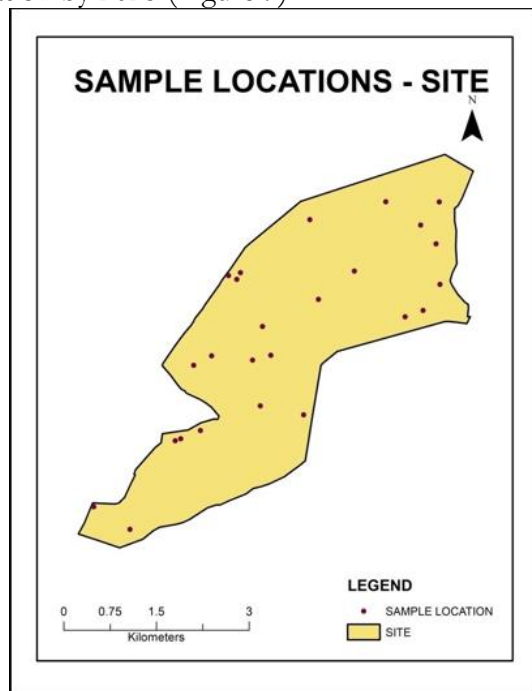 SAMPLE LOCATIONS - SITE
N
LEGEND
0 0.75 1.5 3
SAMPLE LOCATION
Kilometers
SITE